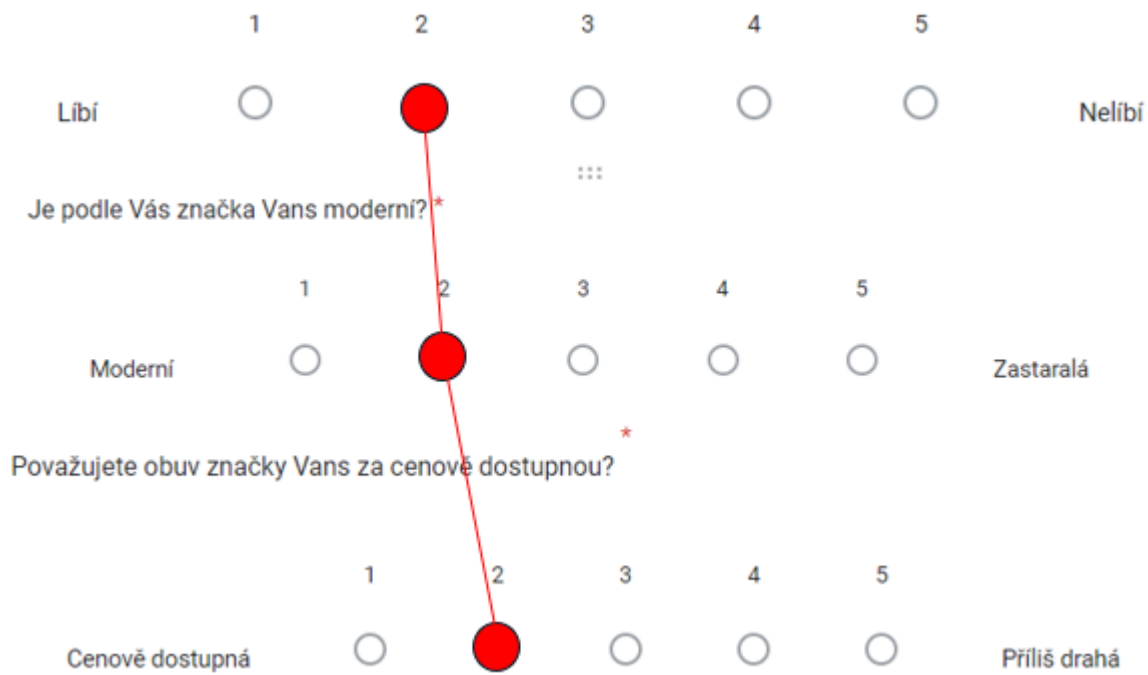 1 2 3 4 5
Líbí Nelíbí
Je podle Vás značka Vans moderní? *
1 2 3 4 5
Moderní Zastaralá
*
Považujete obuv značky Vans za cenově dostupnou?
1 2 3 4 5
Cenově dostupná Příliš drahá